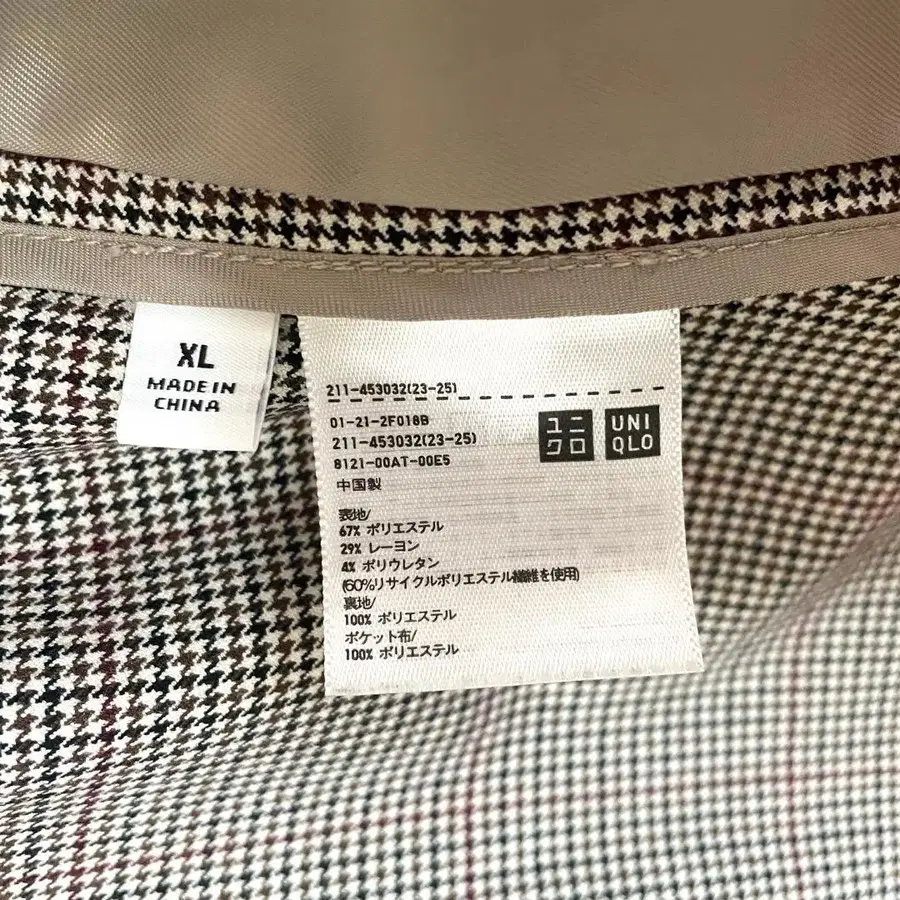 XL
MADE IN
CHINA
211-453032(23-25)
01-21-2F018B
211-453032(23-25)
8121-00AT-00E5
中国製
ユニ
クロ
UNI
QLO
表地/
67% ポリエステル
29% レーヨン
4% ポリウレタン
(60%リサイクルポリエステル繊維を使用)
裏地/
100% ポリエステル
ポケット布/
100% ポリエステル